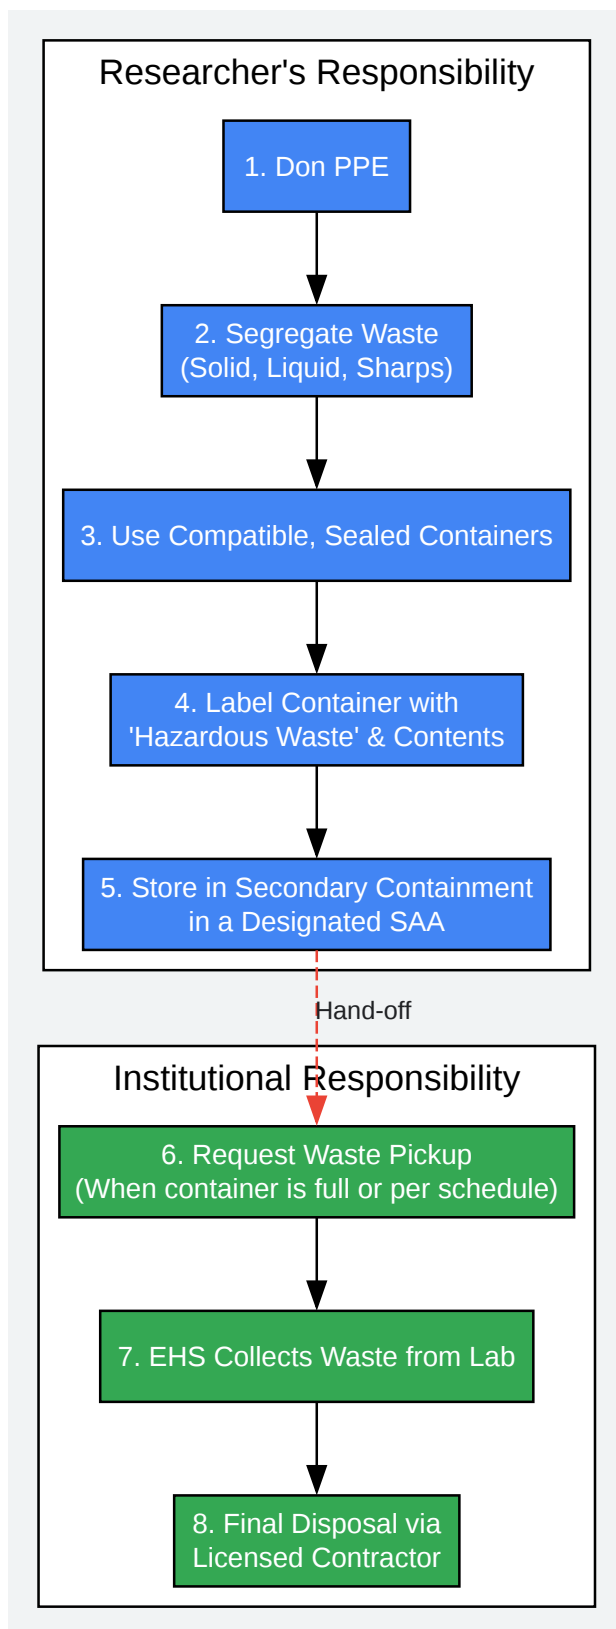 Researcher's Responsibility
1. Don PPE
2. Segregate Waste
(Solid, Liquid, Sharps)
3. Use Compatible, Sealed Containers
4. Label Container with
'Hazardous Waste' & Contents
5. Store in Secondary Containment
in a Designated SAA
Hand-off
Institutional Responsibility
6. Request Waste Pickup
(When container is full or per schedule)
7. EHS Collects Waste from Lab
8. Final Disposal via
Licensed Contractor